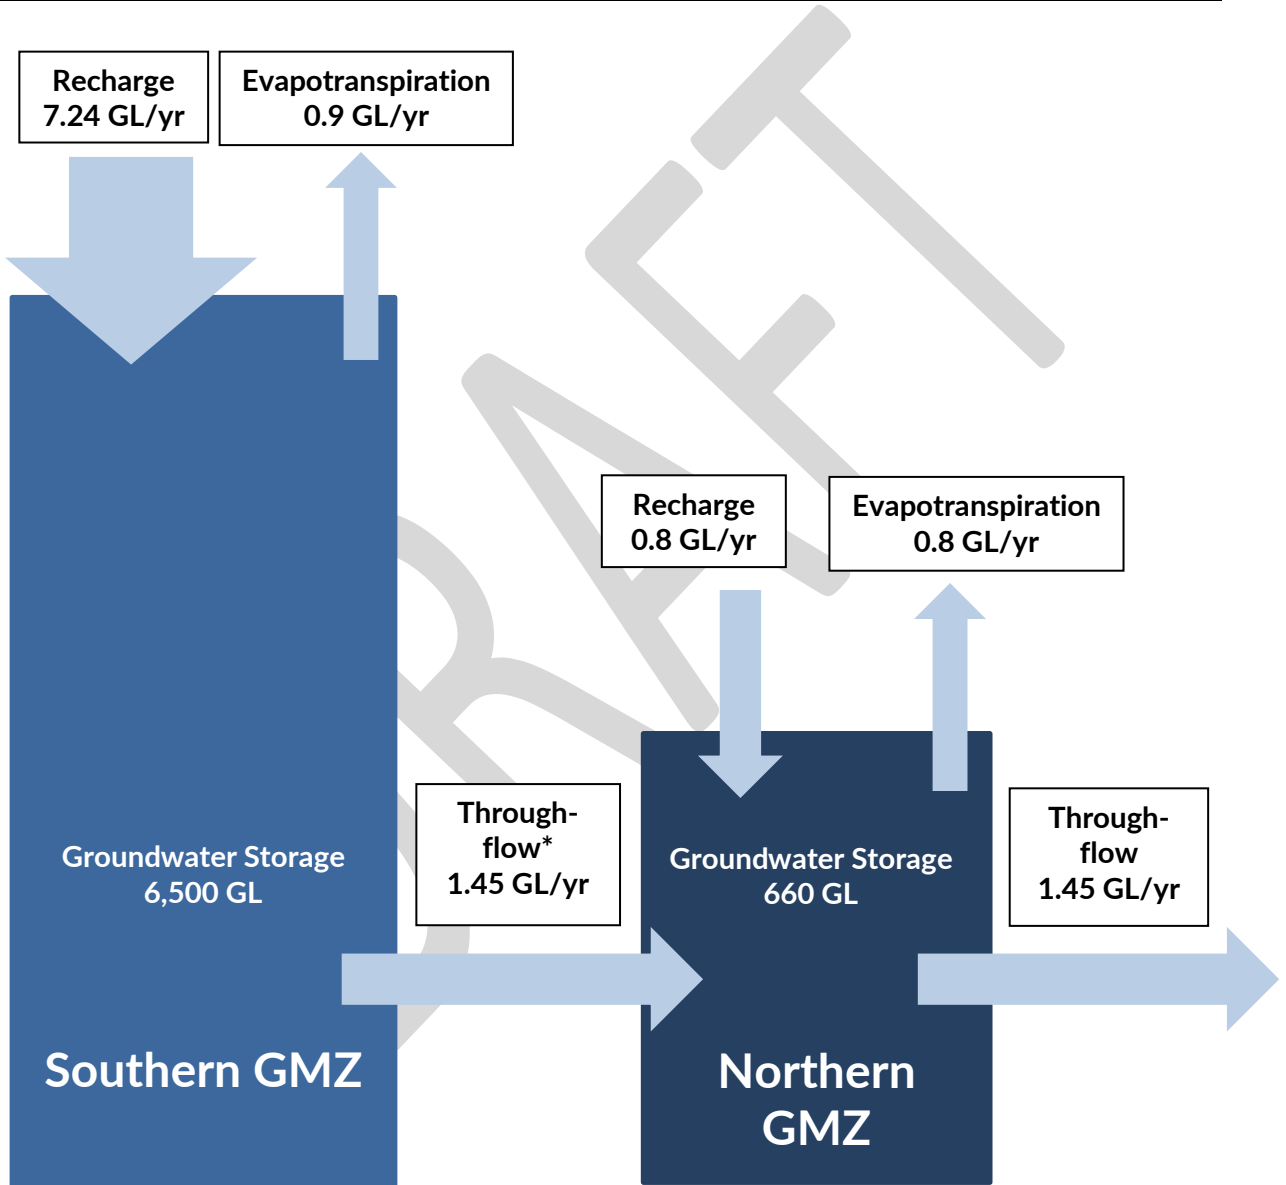 Recharge
7.24 GL/yr
Evapotranspiration
0.9 GL/yr
Recharge
0.8 GL/yr
Evapotranspiration
0.8 GL/yr
Through-
flow*
1.45 GL/yr
Through-
flow
1.45 GL/yr
Groundwater Storage
6,500 GL
Groundwater Storage
660 GL
Southern GMZ
Northern
GMZ
DRAFT